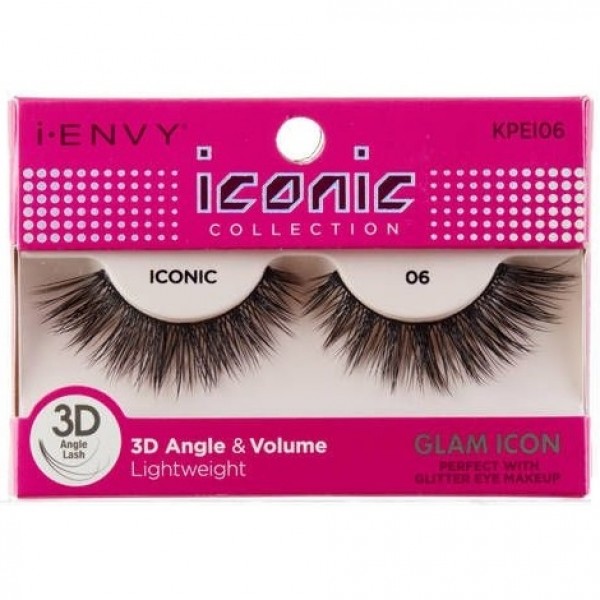 i·ENVY®
KPEI06
iconic
COLLECTION
ICONIC
06
3D
Angle
Lash
3D Angle & Volume
Lightweight
GLAM ICON
PERFECT WITH
GLITTER EYE MAKEUP